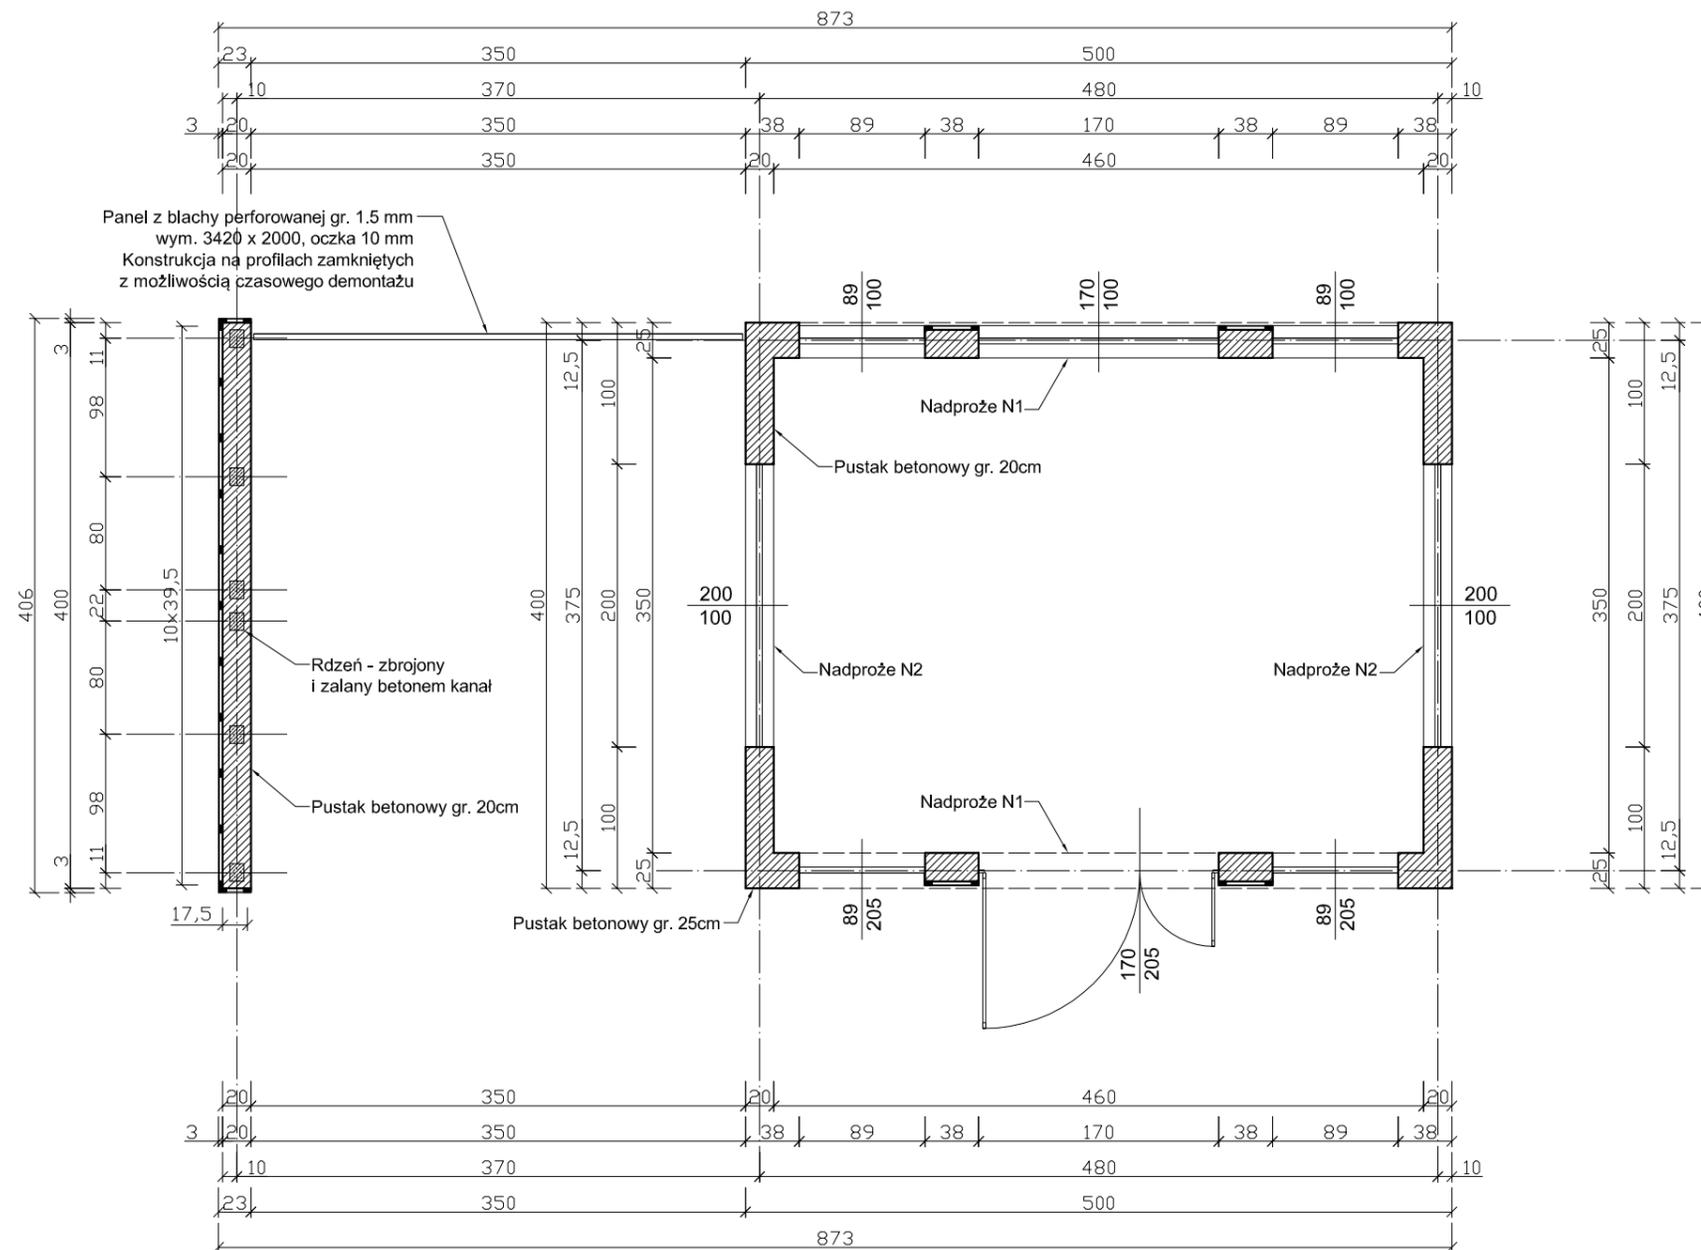 873
23 350 500
10 370 480 10
3 20 350 38 89 38 170 38 89 38
20 350 20 460 20
Panel z blachy perforowanej gr. 1.5 mm
wym. 3420 x 2000, oczka 10 mm
Konstrukcja na profilach zamkniętych
z możliwością czasowego demontażu
89
100
170
100
89
100
3
11
98
80
22
80
98
11
3
406
400
10×39,5
17,5
25
12,5
100
400
375
200
350
100
12,5
25
Nadproże N1
Pustak betonowy gr. 20cm
200
100
200
100
Rdzeń - zbrojony
i zalany betonem kanał
Nadproże N2
Nadproże N2
Pustak betonowy gr. 20cm
Nadproże N1
Pustak betonowy gr. 25cm
89
205
170
205
89
205
25
12,5
100
350
200
375
100
12,5
25
20 350 20 460 20
3 20 350 38 89 38 170 38 89 38
10 370 480 10
23 350 500
873